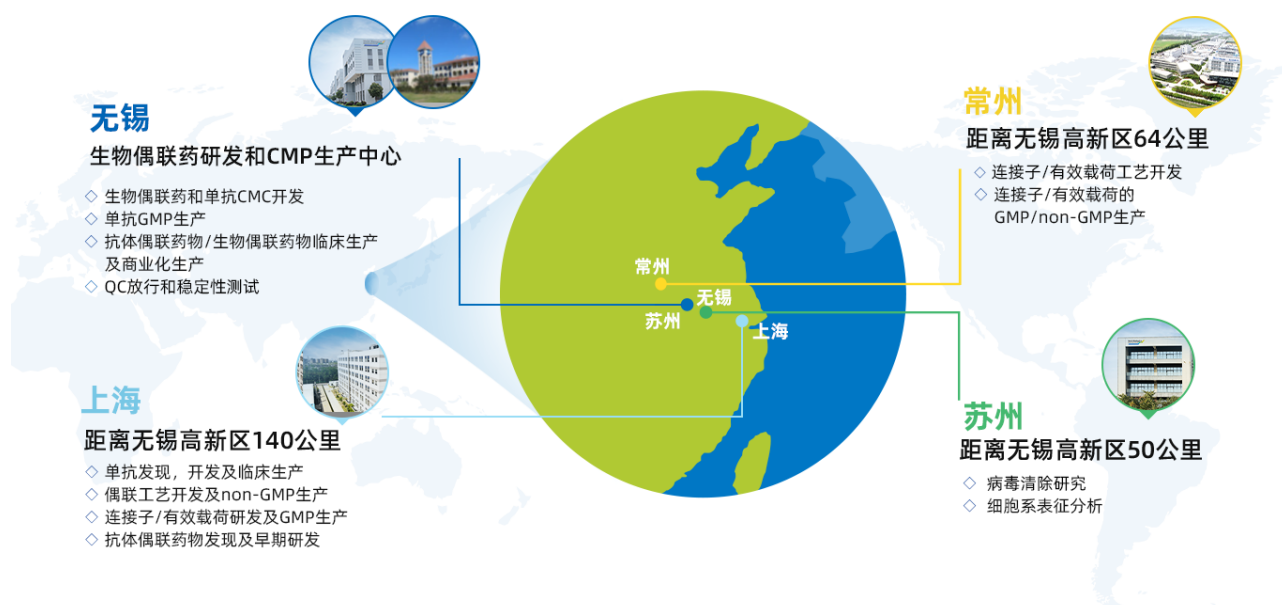 无锡
生物偶联药研发和CMP生产中心
生物偶联药和单抗CMC开发
单抗GMP生产
抗体偶联药物/生物偶联药物临床生产
及商业化生产
QC放行和稳定性测试
上海
距离无锡高新区140公里
单抗发现，开发及临床生产
偶联工艺开发及non-GMP生产
连接子/有效载荷研发及GMP生产
抗体偶联药物发现及早期研发
常州
无锡
苏州
上海
常州
距离无锡高新区64公里
连接子/有效载荷工艺开发
连接子/有效载荷的
GMP/non-GMP生产
苏州
距离无锡高新区50公里
病毒清除研究
细胞系表征分析